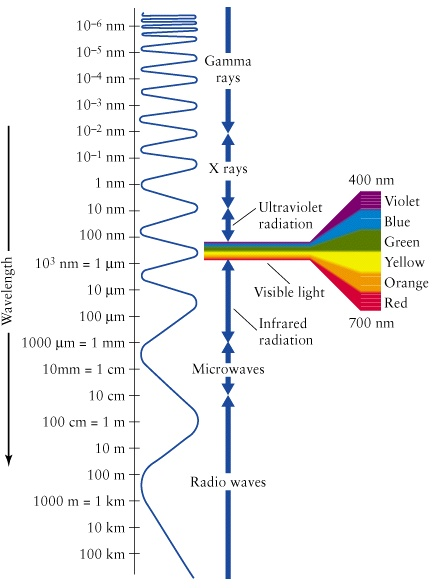 Wavelength
10⁻⁶ nm
10⁻⁵ nm
10⁻⁴ nm
10⁻³ nm
10⁻² nm
10⁻¹ nm
1 nm
10 nm
100 nm
10³ nm = 1 μm
10 μm
100 μm
1000 μm = 1 mm
10mm = 1 cm
10 cm
100 cm = 1 m
10 m
100 m
1000 m = 1 km
10 km
100 km
Gamma
rays
X rays
Ultraviolet
radiation
Visible light
Infrared
radiation
Microwaves
Radio waves
400 nm
Violet
Blue
Green
Yellow
Orange
Red
700 nm